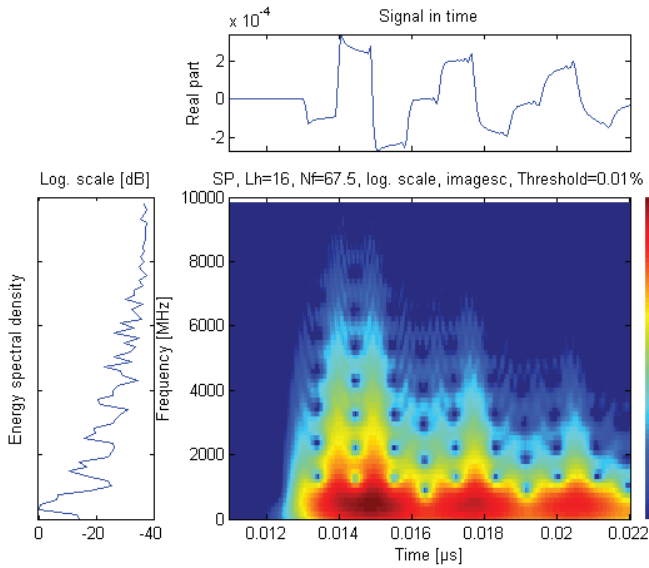 Signal in time
x 10⁻⁴
Real part
2
0
-2
Log. scale [dB]
SP, Lh=16, Nf=67.5, log. scale, imagesc, Threshold=0.01%
Energy spectral density
Frequency [MHz]
10000
8000
6000
4000
2000
0
0 -20 -40
0.012 0.014 0.016 0.018 0.02 0.022
Time [µs]